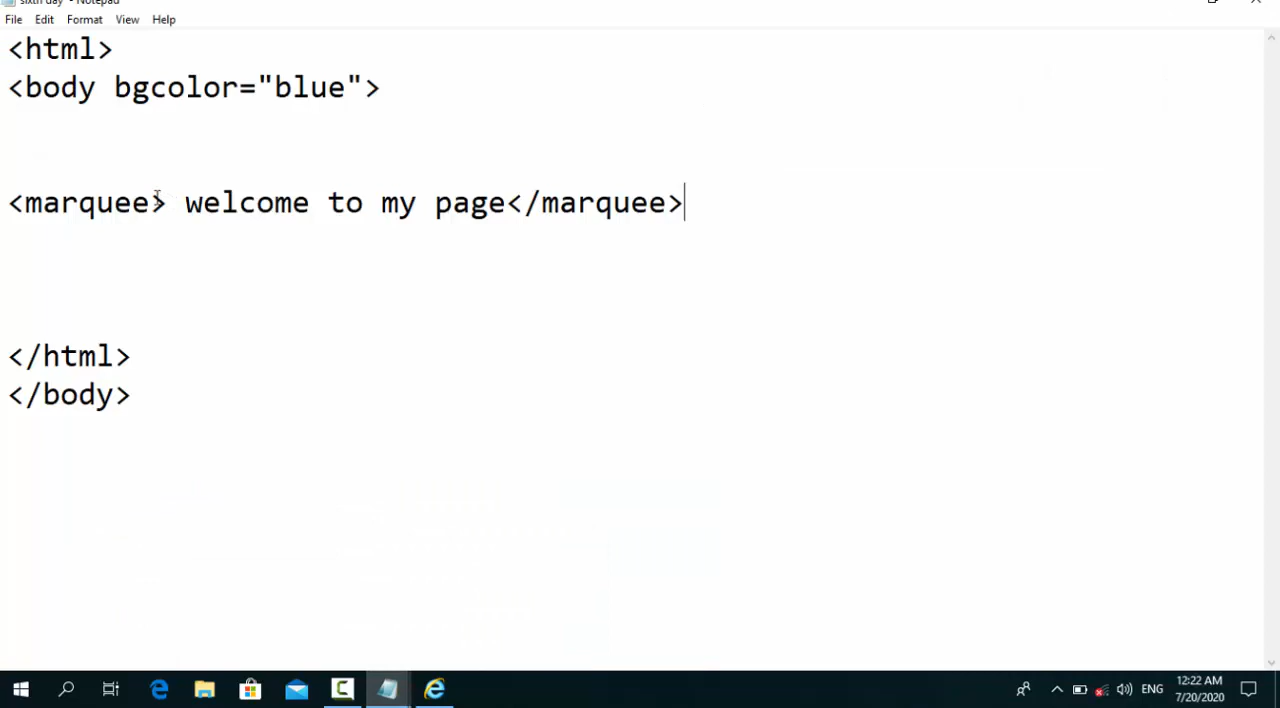 sixth day - Notepad
File Edit Format View Help
<html>
<body bgcolor="blue">
<marquee> welcome to my page</marquee>
</html>
</body>
ENG
12:22 AM
7/20/2020